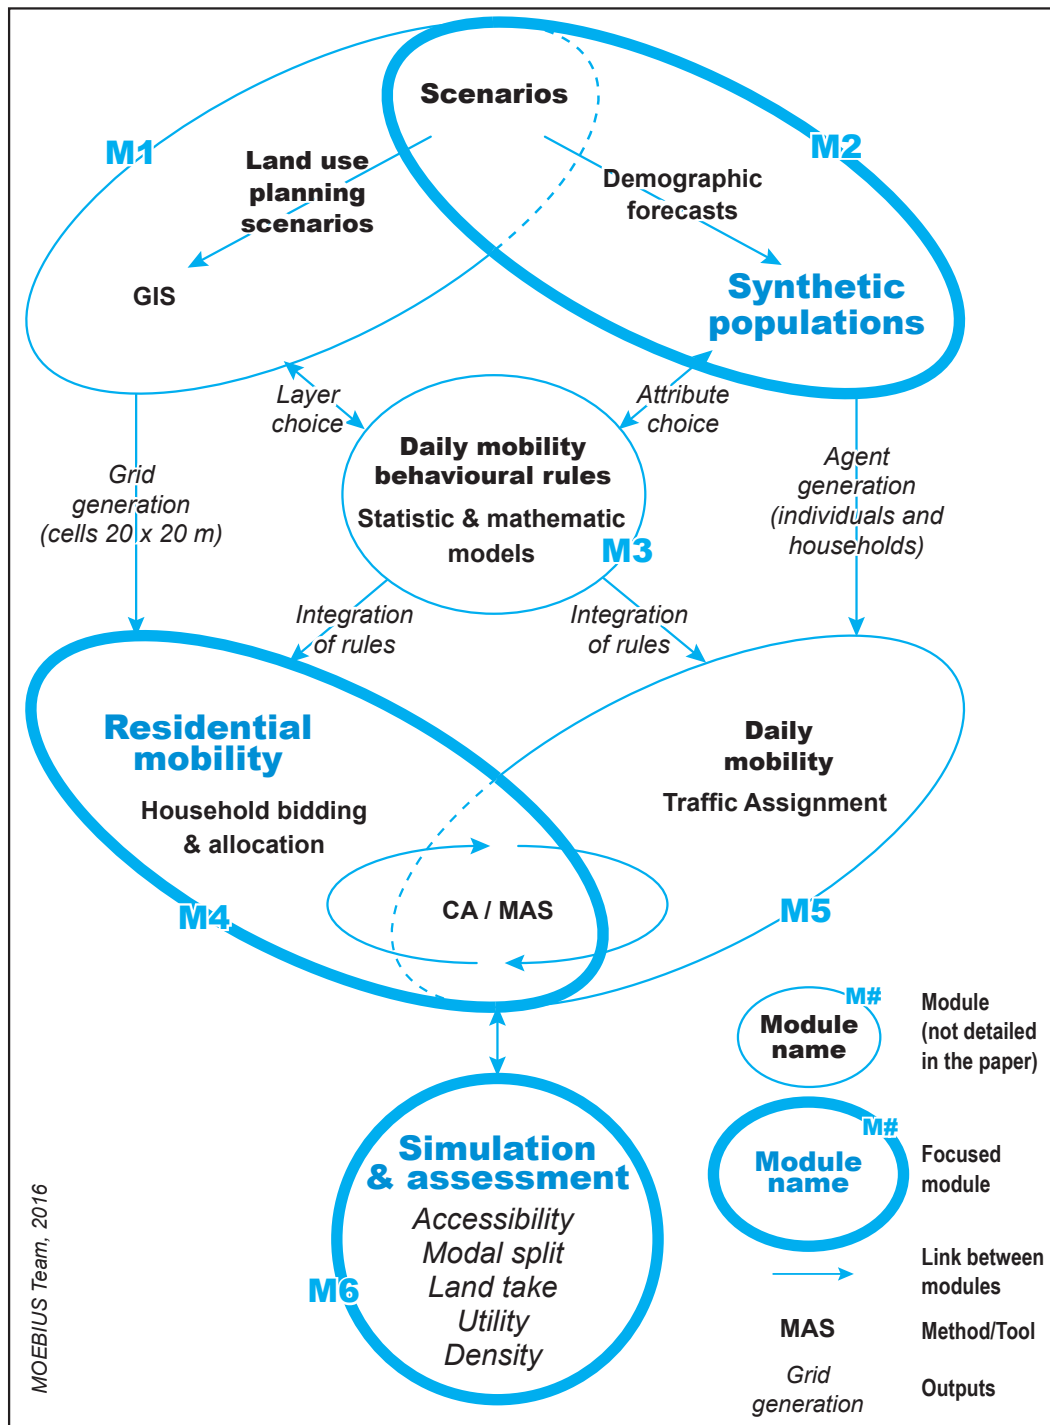 Scenarios
M1
M2
Land use
planning
scenarios
Demographic
forecasts
GIS
Synthetic
populations
Layer
choice
Attribute
choice
Grid
generation
(cells 20 x 20 m)
Daily mobility
behavioural rules
Statistic & mathematic
models
M3
Agent
generation
(individuals and
households)
Integration
of rules
Integration
of rules
Residential
mobility
Household bidding
& allocation
M4
Daily
mobility
Traffic Assignment
M5
CA / MAS
Simulation
& assessment
Accessibility
Modal split
Land take
Utility
Density
M6
M#
Module
name
Module
(not detailed
in the paper)
M#
Module
name
Focused
module
Link between
modules
MAS
Method/Tool
Grid
generation
Outputs
MOEBIUS Team, 2016